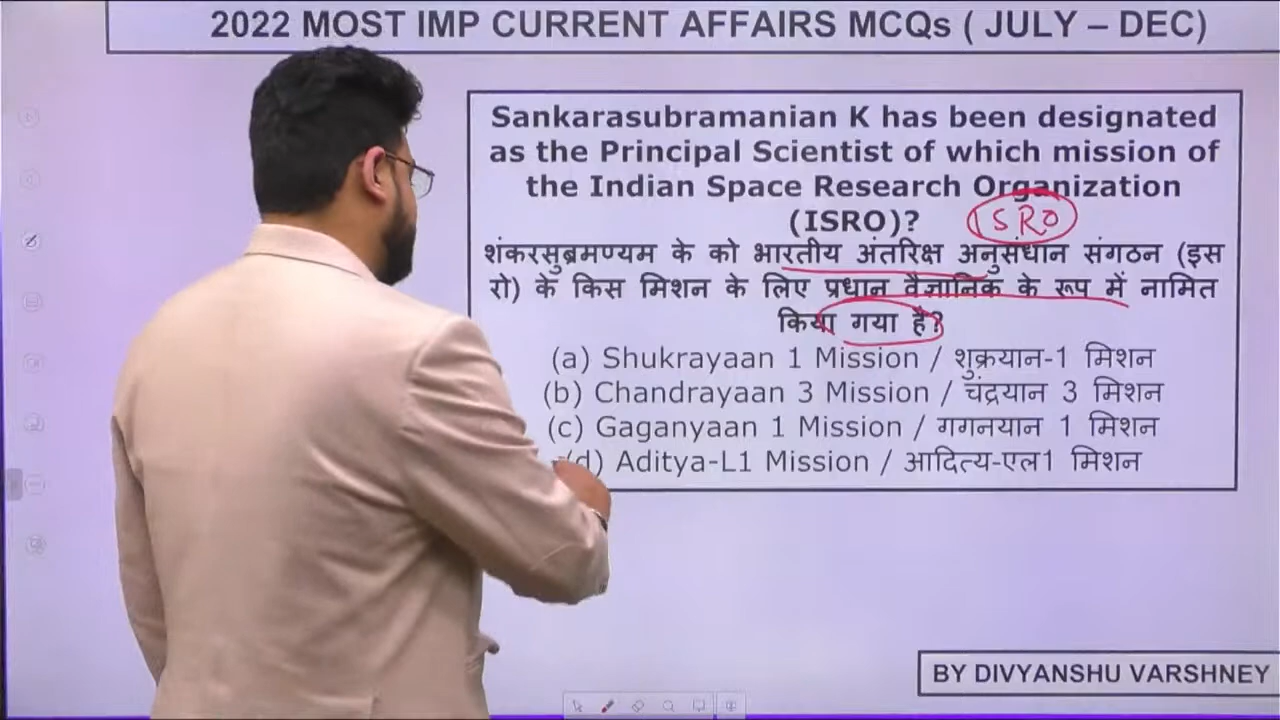 2022 MOST IMP CURRENT AFFAIRS MCQs ( JULY – DEC)
Sankarasubramanian K has been designated
as the Principal Scientist of which mission of
the Indian Space Research Organization
(ISRO)?
ISRO
शंकरसुब्रमण्यम के को भारतीय अंतरिक्ष अनुसंधान संगठन (इस
रो) के किस मिशन के लिए प्रधान वैज्ञानिक के रूप में नामित
किया गया है?
(a) Shukrayaan 1 Mission / शुक्रयान-1 मिशन
(b) Chandrayaan 3 Mission / चंद्रयान 3 मिशन
(c) Gaganyaan 1 Mission / गगनयान 1 मिशन
(d) Aditya-L1 Mission / आदित्य-एल1 मिशन
BY DIVYANSHU VARSHNEY